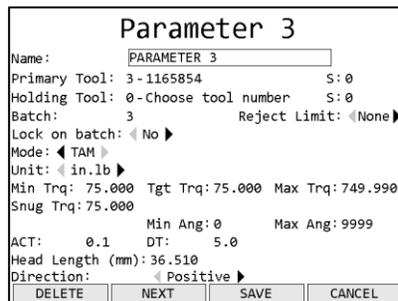 Parameter 3
Name: PARAMETER 3
Primary Tool: 3-1165854 S:0
Holding Tool: 0-Choose tool number S:0
Batch: 3 Reject Limit: None
Lock on batch: No
Mode: TAM
Unit: in.lb
Min Trq: 75.000 Tgt Trq:75.000 Max Trq:749.990
Snug Trq:75.000
Min Ang:0 Max Ang:9999
ACT: 0.1 DT: 5.0
Head Length (mm):36.510
Direction: Positive
DELETE NEXT SAVE CANCEL